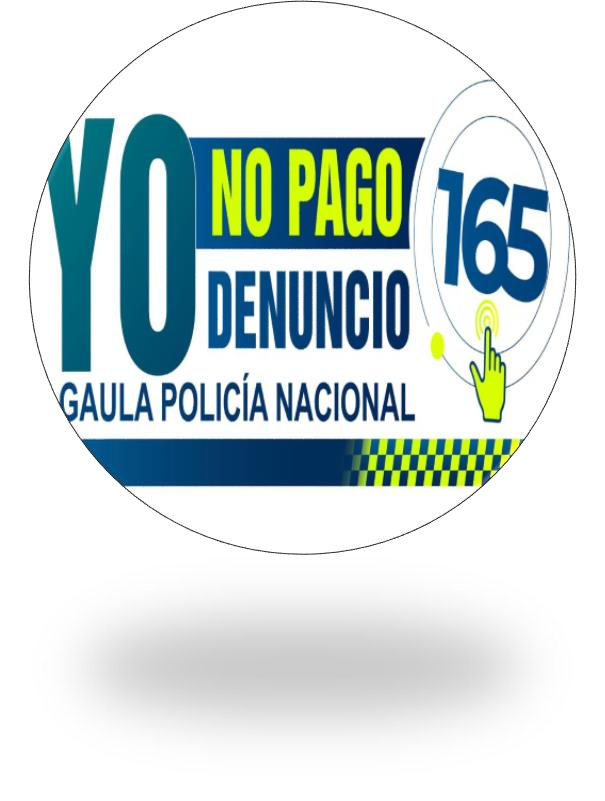 YO
NO PAGO
DENUNCIO
GAULA POLICÍA NACIONAL
165